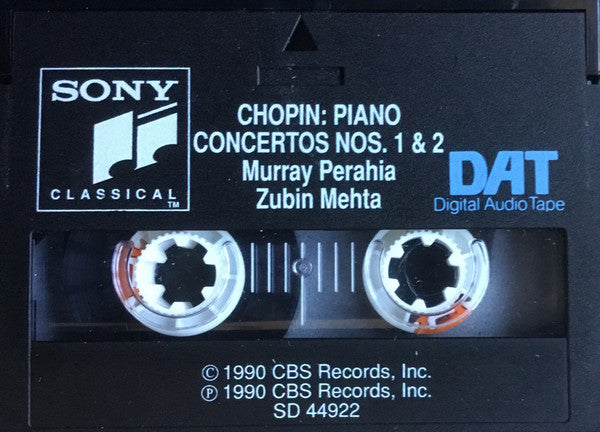 SONY
CLASSICAL
TM
CHOPIN: PIANO
CONCERTOS NOS. 1 & 2
Murray Perahia
Zubin Mehta
DAT
Digital Audio Tape
© 1990 CBS Records, Inc.
℗ 1990 CBS Records, Inc.
SD 44922